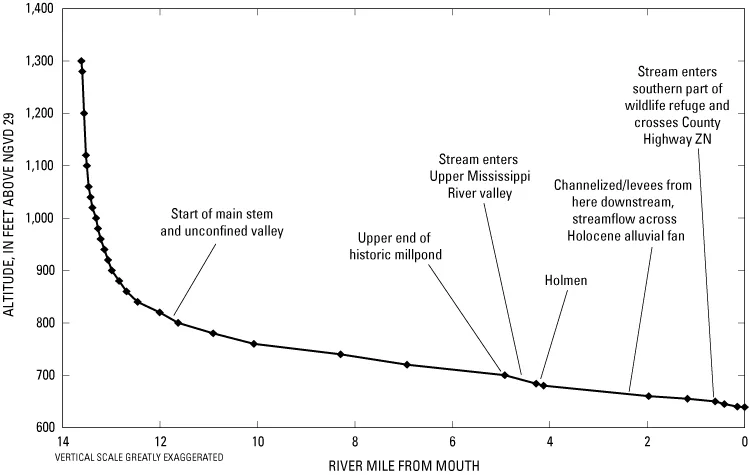 1,400
1,300
1,200
1,100
1,000
900
800
700
600
ALTITUDE, IN FEET ABOVE NGVD 29
Start of main stem
and unconfined valley
Upper end of
historic millpond
Stream enters
Upper Mississippi
River valley
Holmen
Channelized/levees from
here downstream,
streamflow across
Holocene alluvial fan
Stream enters
southern part of
wildlife refuge and
crosses County
Highway ZN
14
12
10
8
6
4
2
0
VERTICAL SCALE GREATLY EXAGGERATED
RIVER MILE FROM MOUTH